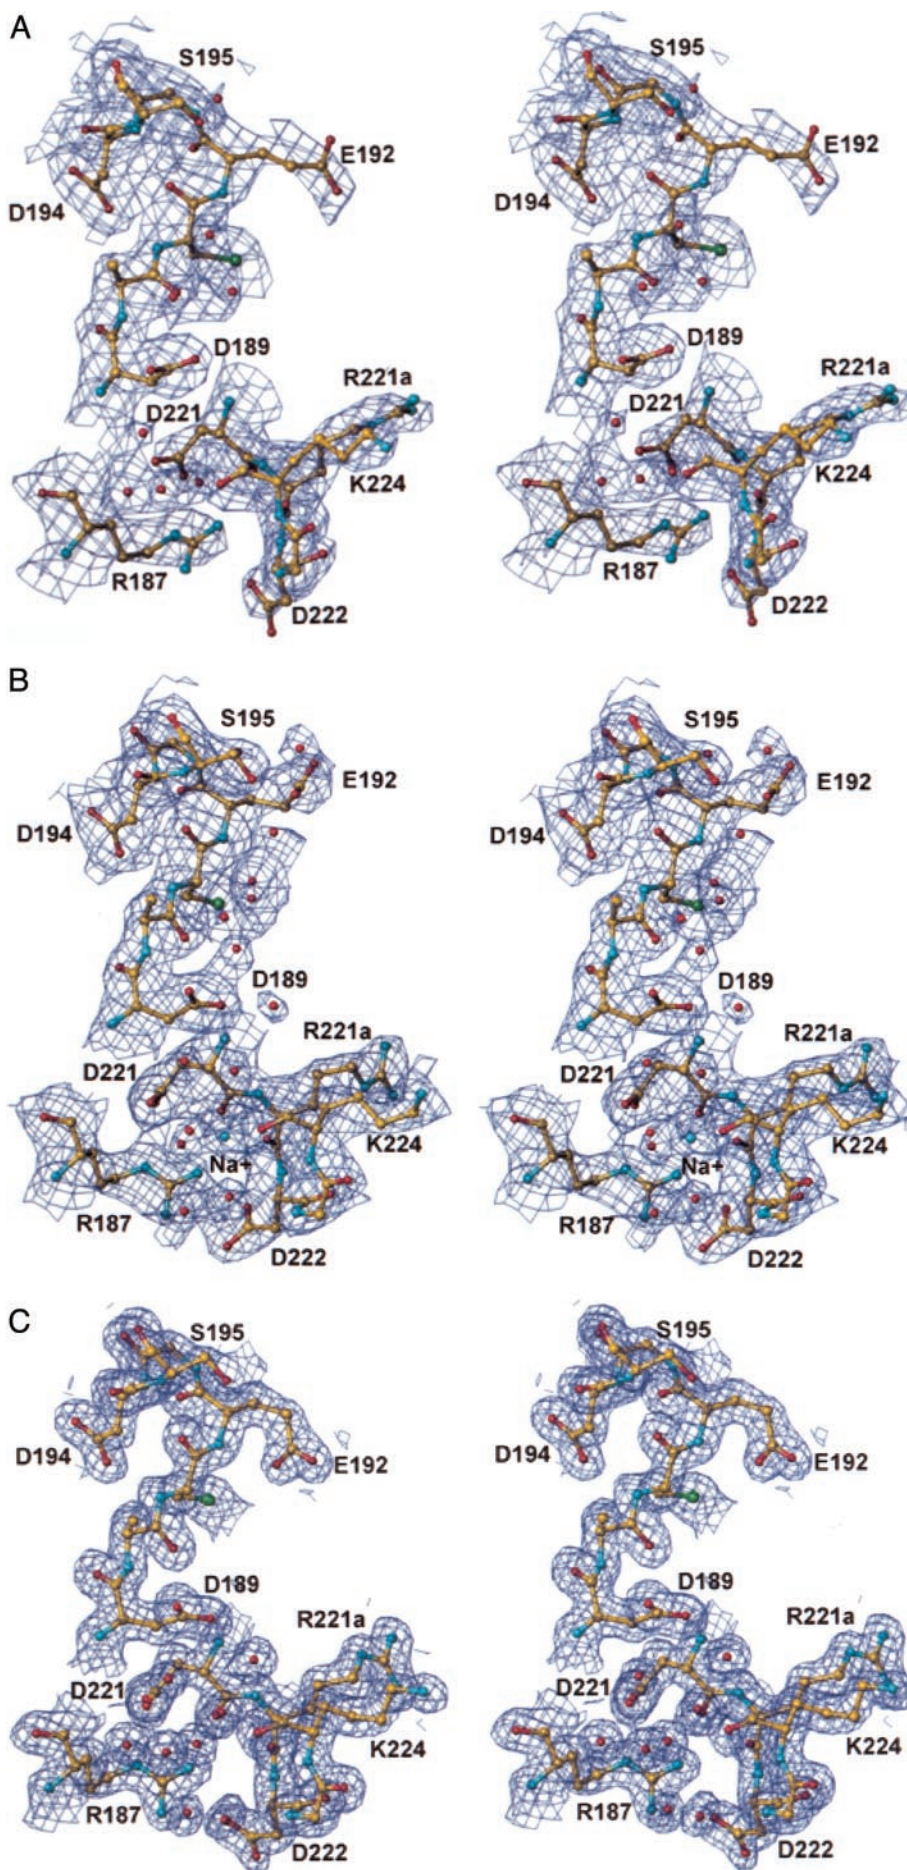 A
S195 S195
E192 E192
D194 D194
D189 D189
R221a R221a
D221 D221
K224 K224
R187 R187
D222 D222
B
S195 S195
E192 E192
D194 D194
D189 D189
R221a R221a
D221 D221
K224 K224
Na+ Na+
R187 R187
D222 D222
C
S195 S195
D194 D194
E192 E192
D189 D189
R221a R221a
D221 D221
K224 K224
R187 R187
D222 D222